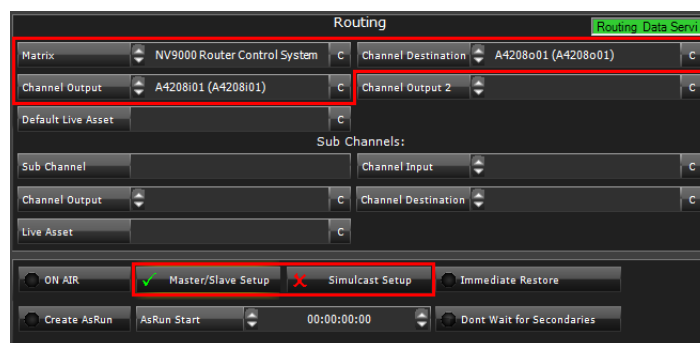 Routing
Routing Data Servi
Matrix NV9000 Router Control System C Channel Destination A4208o01 (A4208o01) C
Channel Output A4208i01 (A4208i01) C Channel Output 2 C
Default Live Asset C
Sub Channels:
Sub Channel Channel Input C
Channel Output C Channel Destination C
Live Asset C
ON AIR Master/Slave Setup Simulcast Setup Immediate Restore
Create AsRun AsRun Start 00:00:00:00 Dont Wait for Secondaries